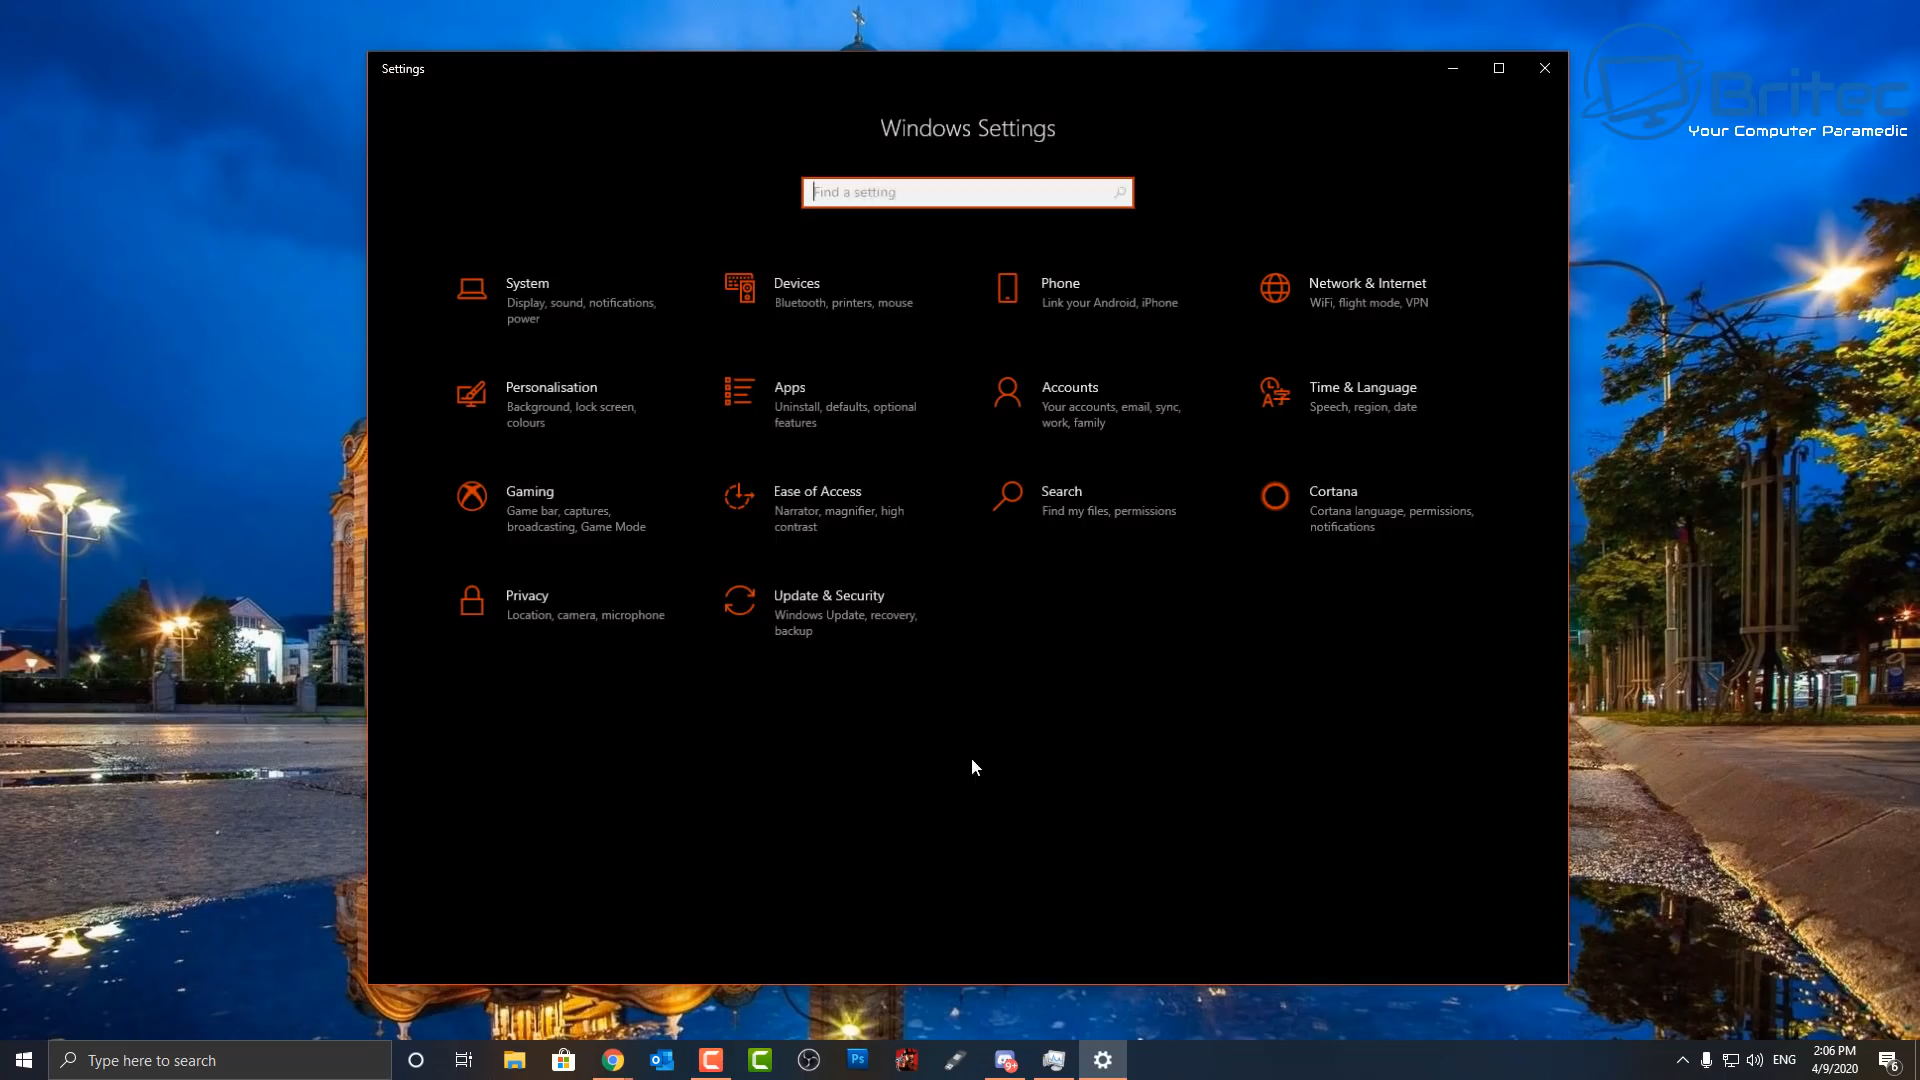 Settings
Britec
Your Computer Paramedic
Windows Settings
Find a setting
System
Display, sound, notifications,
power
Devices
Bluetooth, printers, mouse
Phone
Link your Android, iPhone
Network & Internet
WiFi, flight mode, VPN
Personalisation
Background, lock screen,
colours
Apps
Uninstall, defaults, optional
features
Accounts
Your accounts, email, sync,
work, family
Time & Language
Speech, region, date
Gaming
Game bar, captures,
broadcasting, Game Mode
Ease of Access
Narrator, magnifier, high
contrast
Search
Find my files, permissions
Cortana
Cortana language, permissions,
notifications
Privacy
Location, camera, microphone
Update & Security
Windows Update, recovery,
backup
Type here to search
Ps
9+
ENG
2:06 PM
4/9/2020
6